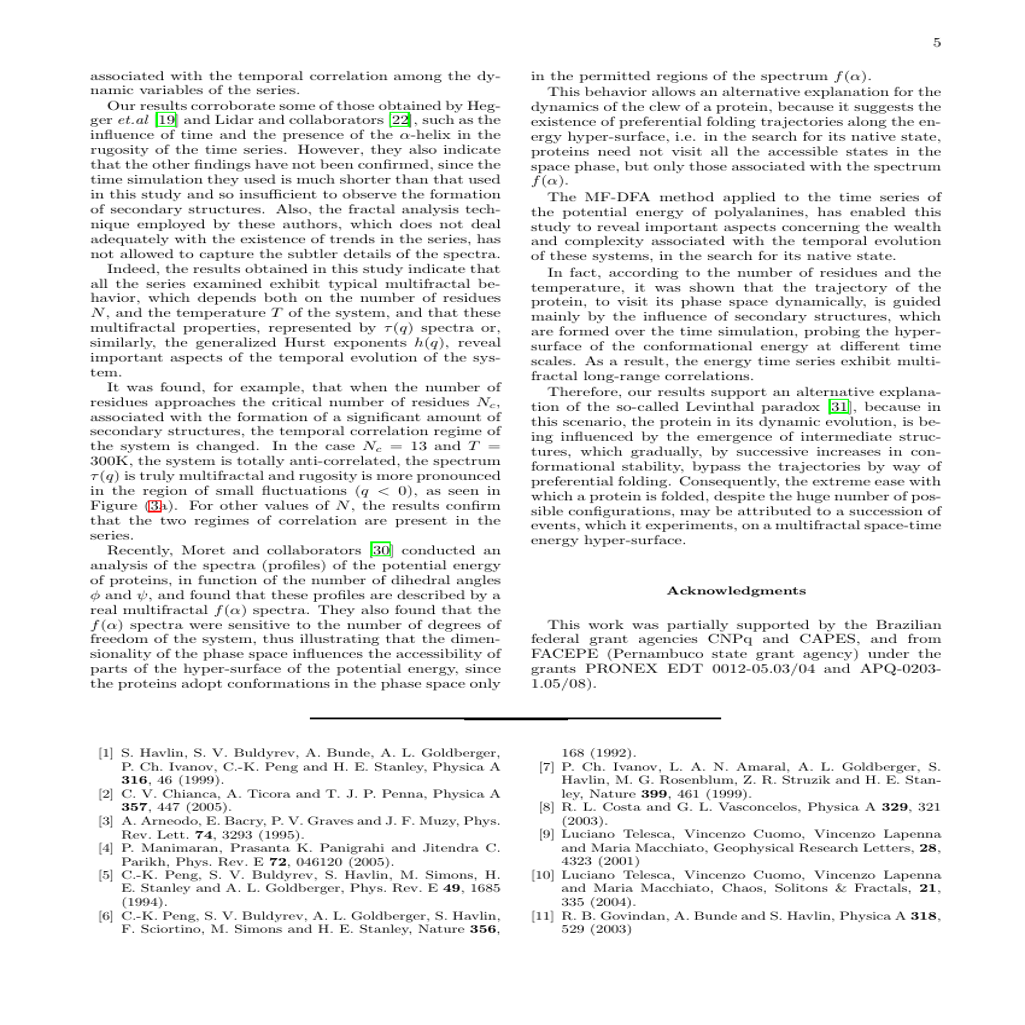 5
associated with the temporal correlation among the dy-
namic variables of the series.
Our results corroborate some of those obtained by Heg-
ger et.al [19] and Lidar and collaborators [22], such as the
influence of time and the presence of the α-helix in the
rugosity of the time series. However, they also indicate
that the other findings have not been confirmed, since the
time simulation they used is much shorter than that used
in this study and so insufficient to observe the formation
of secondary structures. Also, the fractal analysis tech-
nique employed by these authors, which does not deal
adequately with the existence of trends in the series, has
not allowed to capture the subtler details of the spectra.
Indeed, the results obtained in this study indicate that
all the series examined exhibit typical multifractal be-
havior, which depends both on the number of residues
N, and the temperature T of the system, and that these
multifractal properties, represented by τ(q) spectra or,
similarly, the generalized Hurst exponents h(q), reveal
important aspects of the temporal evolution of the sys-
tem.
It was found, for example, that when the number of
residues approaches the critical number of residues Nc,
associated with the formation of a significant amount of
secondary structures, the temporal correlation regime of
the system is changed. In the case Nc = 13 and T =
300K, the system is totally anti-correlated, the spectrum
τ(q) is truly multifractal and rugosity is more pronounced
in the region of small fluctuations (q < 0), as seen in
Figure (3a). For other values of N, the results confirm
that the two regimes of correlation are present in the
series.
Recently, Moret and collaborators [30] conducted an
analysis of the spectra (profiles) of the potential energy
of proteins, in function of the number of dihedral angles
ϕ and ψ, and found that these profiles are described by a
real multifractal f(α) spectra. They also found that the
f(α) spectra were sensitive to the number of degrees of
freedom of the system, thus illustrating that the dimen-
sionality of the phase space influences the accessibility of
parts of the hyper-surface of the potential energy, since
the proteins adopt conformations in the phase space only
in the permitted regions of the spectrum f(α).
This behavior allows an alternative explanation for the
dynamics of the clew of a protein, because it suggests the
existence of preferential folding trajectories along the en-
ergy hyper-surface, i.e. in the search for its native state,
proteins need not visit all the accessible states in the
space phase, but only those associated with the spectrum
f(α).
The MF-DFA method applied to the time series of
the potential energy of polyalanines, has enabled this
study to reveal important aspects concerning the wealth
and complexity associated with the temporal evolution
of these systems, in the search for its native state.
In fact, according to the number of residues and the
temperature, it was shown that the trajectory of the
protein, to visit its phase space dynamically, is guided
mainly by the influence of secondary structures, which
are formed over the time simulation, probing the hyper-
surface of the conformational energy at different time
scales. As a result, the energy time series exhibit multi-
fractal long-range correlations.
Therefore, our results support an alternative explana-
tion of the so-called Levinthal paradox [31], because in
this scenario, the protein in its dynamic evolution, is be-
ing influenced by the emergence of intermediate struc-
tures, which gradually, by successive increases in con-
formational stability, bypass the trajectories by way of
preferential folding. Consequently, the extreme ease with
which a protein is folded, despite the huge number of pos-
sible configurations, may be attributed to a succession of
events, which it experiments, on a multifractal space-time
energy hyper-surface.
Acknowledgments
This work was partially supported by the Brazilian
federal grant agencies CNPq and CAPES, and from
FACEPE (Pernambuco state grant agency) under the
grants PRONEX EDT 0012-05.03/04 and APQ-0203-
1.05/08).
[1] S. Havlin, S. V. Buldyrev, A. Bunde, A. L. Goldberger,
P. Ch. Ivanov, C.-K. Peng and H. E. Stanley, Physica A
316, 46 (1999).
[2] C. V. Chianca, A. Ticora and T. J. P. Penna, Physica A
357, 447 (2005).
[3] A. Arneodo, E. Bacry, P. V. Graves and J. F. Muzy, Phys.
Rev. Lett. 74, 3293 (1995).
[4] P. Manimaran, Prasanta K. Panigrahi and Jitendra C.
Parikh, Phys. Rev. E 72, 046120 (2005).
[5] C.-K. Peng, S. V. Buldyrev, S. Havlin, M. Simons, H.
E. Stanley and A. L. Goldberger, Phys. Rev. E 49, 1685
(1994).
[6] C.-K. Peng, S. V. Buldyrev, A. L. Goldberger, S. Havlin,
F. Sciortino, M. Simons and H. E. Stanley, Nature 356,
168 (1992).
[7] P. Ch. Ivanov, L. A. N. Amaral, A. L. Goldberger, S.
Havlin, M. G. Rosenblum, Z. R. Struzik and H. E. Stan-
ley, Nature 399, 461 (1999).
[8] R. L. Costa and G. L. Vasconcelos, Physica A 329, 321
(2003).
[9] Luciano Telesca, Vincenzo Cuomo, Vincenzo Lapenna
and Maria Macchiato, Geophysical Research Letters, 28,
4323 (2001)
[10] Luciano Telesca, Vincenzo Cuomo, Vincenzo Lapenna
and Maria Macchiato, Chaos, Solitons & Fractals, 21,
335 (2004).
[11] R. B. Govindan, A. Bunde and S. Havlin, Physica A 318,
529 (2003)